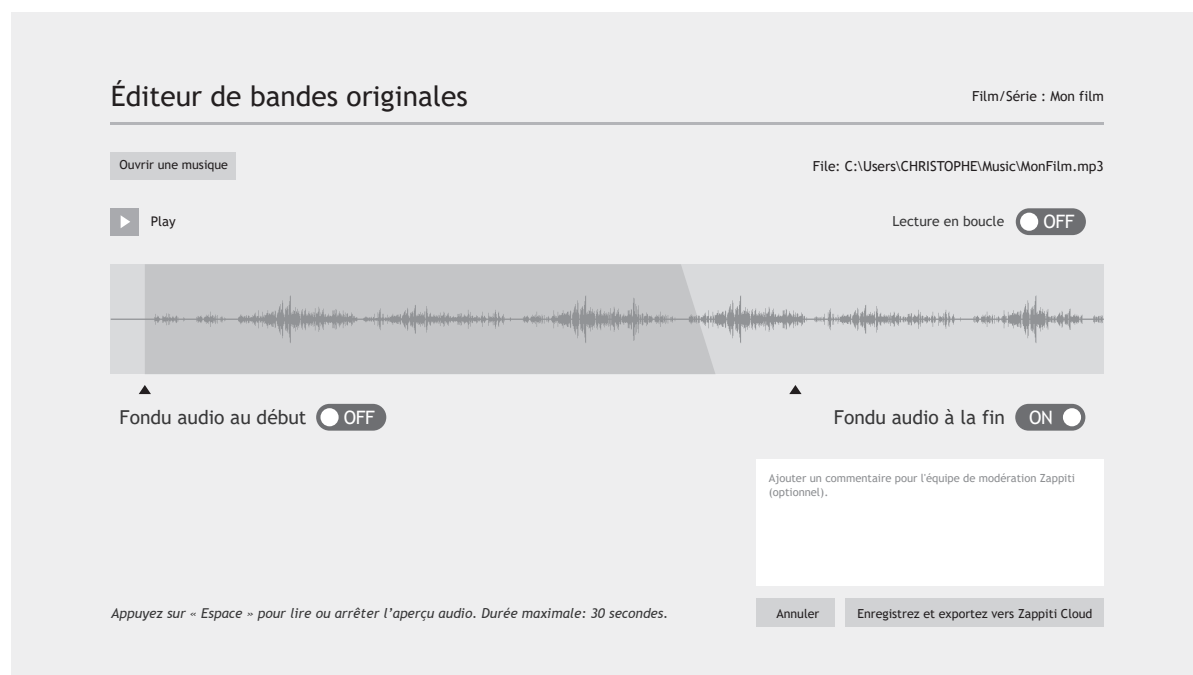 Éditeur de bandes originales
Film/Série : Mon film
Ouvrir une musique
File: C:\Users\CHRISTOPHE\Music\MonFilm.mp3
Play
Lecture en boucle
OFF
Fondu audio au début
OFF
Fondu audio à la fin
ON
Ajouter un commentaire pour l'équipe de modération Zappiti
(optionnel).
Appuyez sur « Espace » pour lire ou arrêter l’aperçu audio. Durée maximale: 30 secondes.
Annuler
Enregistrez et exportez vers Zappiti Cloud